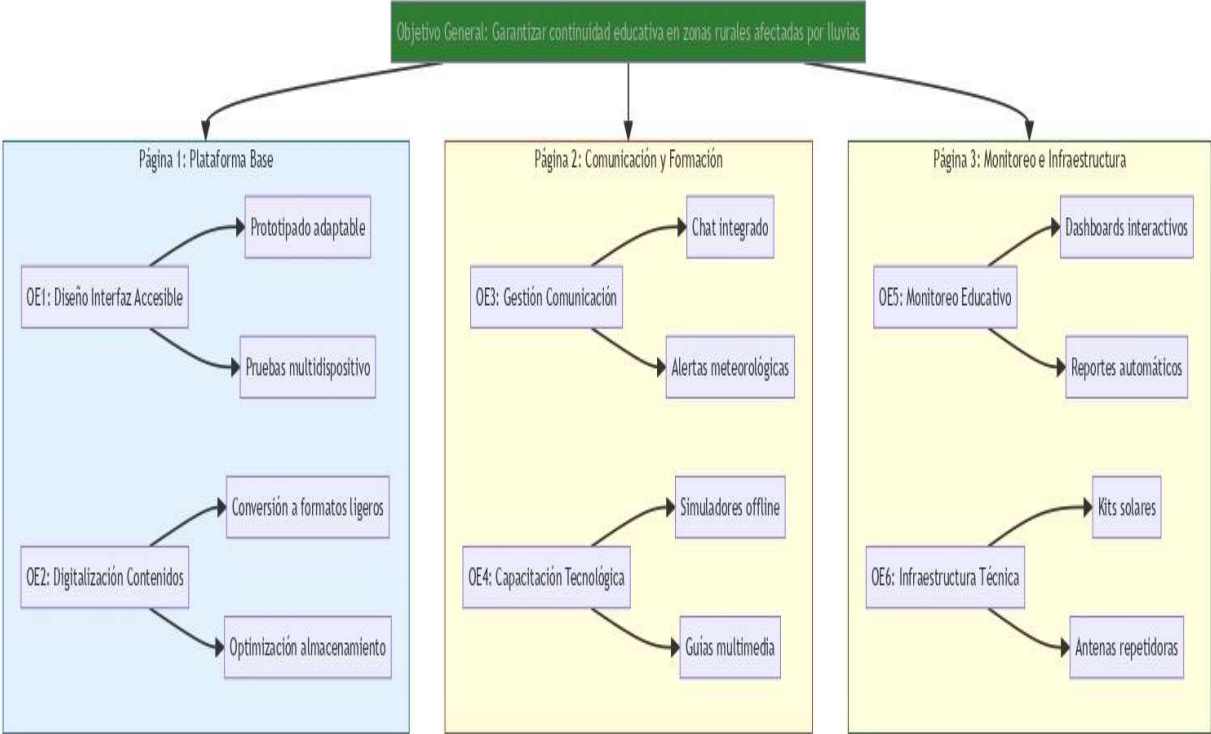 Objetivo General: Garantizar continuidad educativa en zonas rurales afectadas por lluvias
Página 1: Plataforma Base
Prototipado adaptable
OE1: Diseño Interfaz Accesible
Pruebas multidispositivo
Conversión a formatos ligeros
OE2: Digitalización Contenidos
Optimización almacenamiento
Página 2: Comunicación y Formación
Chat integrado
OE3: Gestión Comunicación
Alertas meteorológicas
Simuladores offline
OE4: Capacitación Tecnológica
Guías multimedia
Página 3: Monitoreo e Infraestructura
Dashboards interactivos
OE5: Monitoreo Educativo
Reportes automáticos
Kits solares
OE6: Infraestructura Técnica
Antenas repetidoras